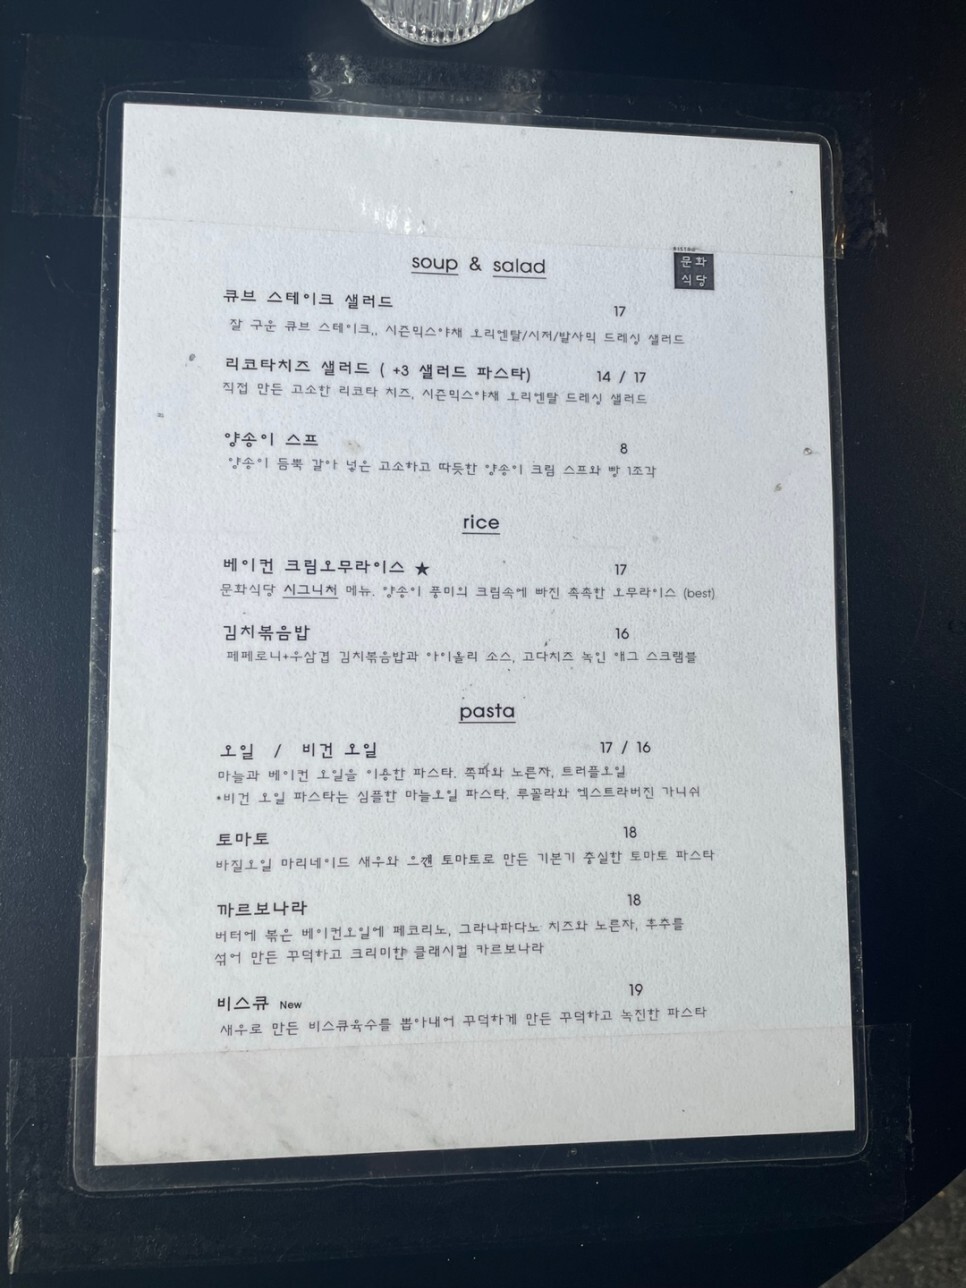 soup & salad
BISTRO
문화
식당
큐브 스테이크 샐러드 17
잘 구운 큐브 스테이크,, 시즌믹스야채 오리엔탈/시저/발사믹 드레싱 샐러드
리코타치즈 샐러드 ( +3 샐러드 파스타) 14 / 17
직접 만든 고소한 리코타 치즈, 시즌믹스야채 오리엔탈 드레싱 샐러드
양송이 스프 8
양송이 듬뿍 갈아 넣은 고소하고 따듯한 양송이 크림 스프와 빵 1조각
rice
베이컨 크림오무라이스 ★ 17
문화식당 시그니처 메뉴. 양송이 풍미의 크림속에 빠진 촉촉한 오무라이스 (best)
김치볶음밥 16
페페로니+우삼겹 김치볶음밥과 아이올리 소스, 고다치즈 녹인 에그 스크램블
pasta
오일 / 비건 오일 17 / 16
마늘과 베이컨 오일을 이용한 파스타. 쪽파와 노른자, 트러플오일
*비건 오일 파스타는 심플한 마늘오일 파스타. 루꼴라와 엑스트라버진 가니쉬
토마토 18
바질오일 마리네이드 새우와 으깬 토마토로 만든 기본기 충실한 토마토 파스타
까르보나라 18
버터에 볶은 베이컨오일에 페코리노, 그라나파다노 치즈와 노른자, 후추를
섞어 만든 꾸덕하고 크리미한 클래시컬 카르보나라
비스큐 New 19
새우로 만든 비스큐육수를 뽑아내어 꾸덕하게 만든 꾸덕하고 녹진한 파스타